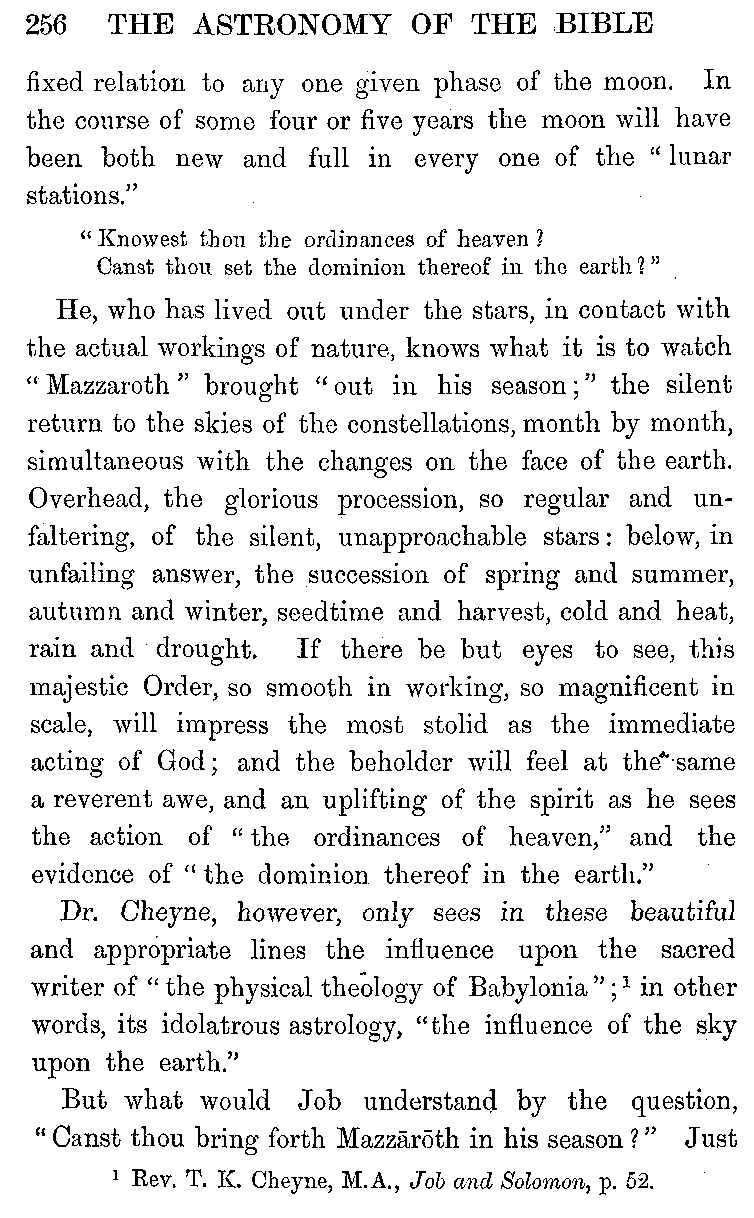 256 THE ASTRONOMY OF THE BIBLE
fixed relation to any one given phase of the moon. In
the course of some four or five years the moon will have
been both new and full in every one of the “ lunar
stations.”
“ Knowest thou the ordinances of heaven ?
Canst thou set the dominion thereof in the earth ? ”
He, who has lived out under the stars, in contact with
the actual workings of nature, knows what it is to watch
“ Mazzaroth ” brought “ out in his season ; ” the silent
return to the skies of the constellations, month by month,
simultaneous with the changes on the face of the earth.
Overhead, the glorious procession, so regular and un-
faltering, of the silent, unapproachable stars : below, in
unfailing answer, the succession of spring and summer,
autumn and winter, seedtime and harvest, cold and heat,
rain and drought. If there be but eyes to see, this
majestic Order, so smooth in working, so magnificent in
scale, will impress the most stolid as the immediate
acting of God ; and the beholder will feel at the same
a reverent awe, and an uplifting of the spirit as he sees
the action of “ the ordinances of heaven,” and the
evidence of “ the dominion thereof in the earth.”
Dr. Cheyne, however, only sees in these beautiful
and appropriate lines the influence upon the sacred
writer of “ the physical theology of Babylonia ” ; ¹ in other
words, its idolatrous astrology, “the influence of the sky
upon the earth.”
But what would Job understand by the question,
“ Canst thou bring forth Mazzārōth in his season ? ” Just
¹ Rev. T. K. Cheyne, M.A., Job and Solomon, p. 52.